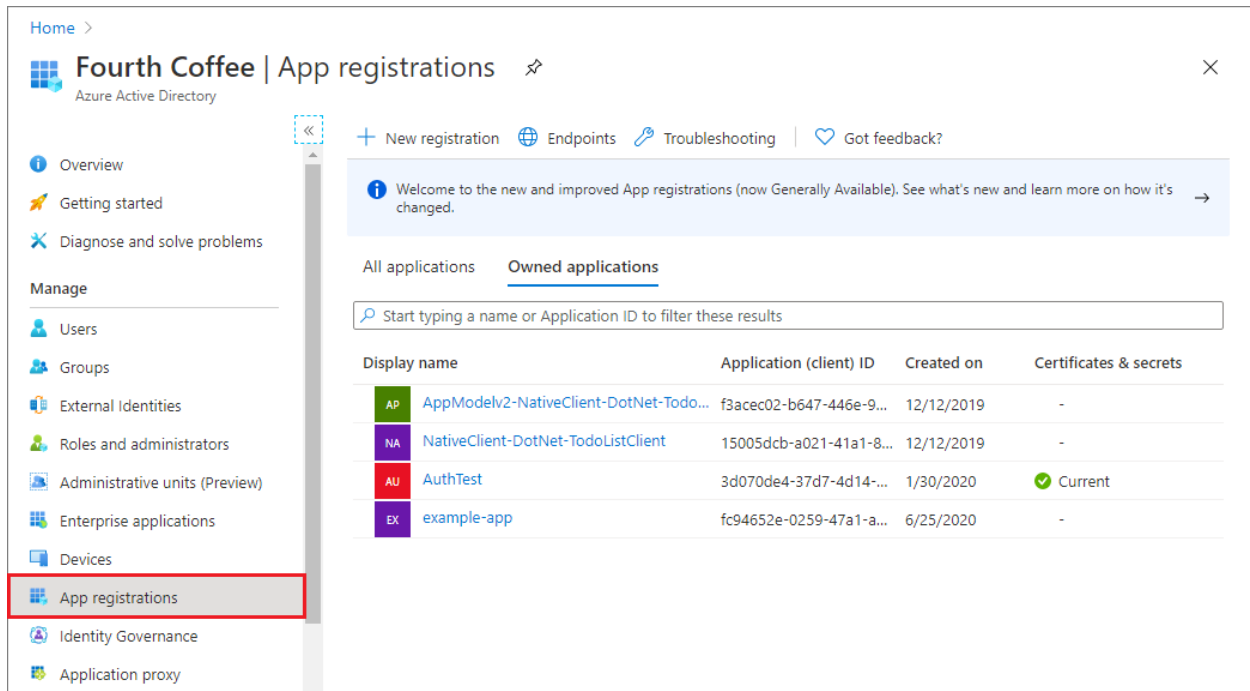 Home >
Fourth Coffee | App registrations
Azure Active Directory
«
Overview
Getting started
Diagnose and solve problems
Manage
Users
Groups
External Identities
Roles and administrators
Administrative units (Preview)
Enterprise applications
Devices
App registrations
Identity Governance
Application proxy
New registration Endpoints Troubleshooting Got feedback?
Welcome to the new and improved App registrations (now Generally Available). See what's new and learn more on how it's
changed.
All applications Owned applications
Start typing a name or Application ID to filter these results
Display name Application (client) ID Created on Certificates & secrets
AP AppModelv2-NativeClient-DotNet-Todo... f3acec02-b647-446e-9... 12/12/2019 -
NA NativeClient-DotNet-TodoListClient 15005dcb-a021-41a1-8... 12/12/2019 -
AU AuthTest 3d070de4-37d7-4d14-... 1/30/2020 Current
EX example-app fc94652e-0259-47a1-a... 6/25/2020 -